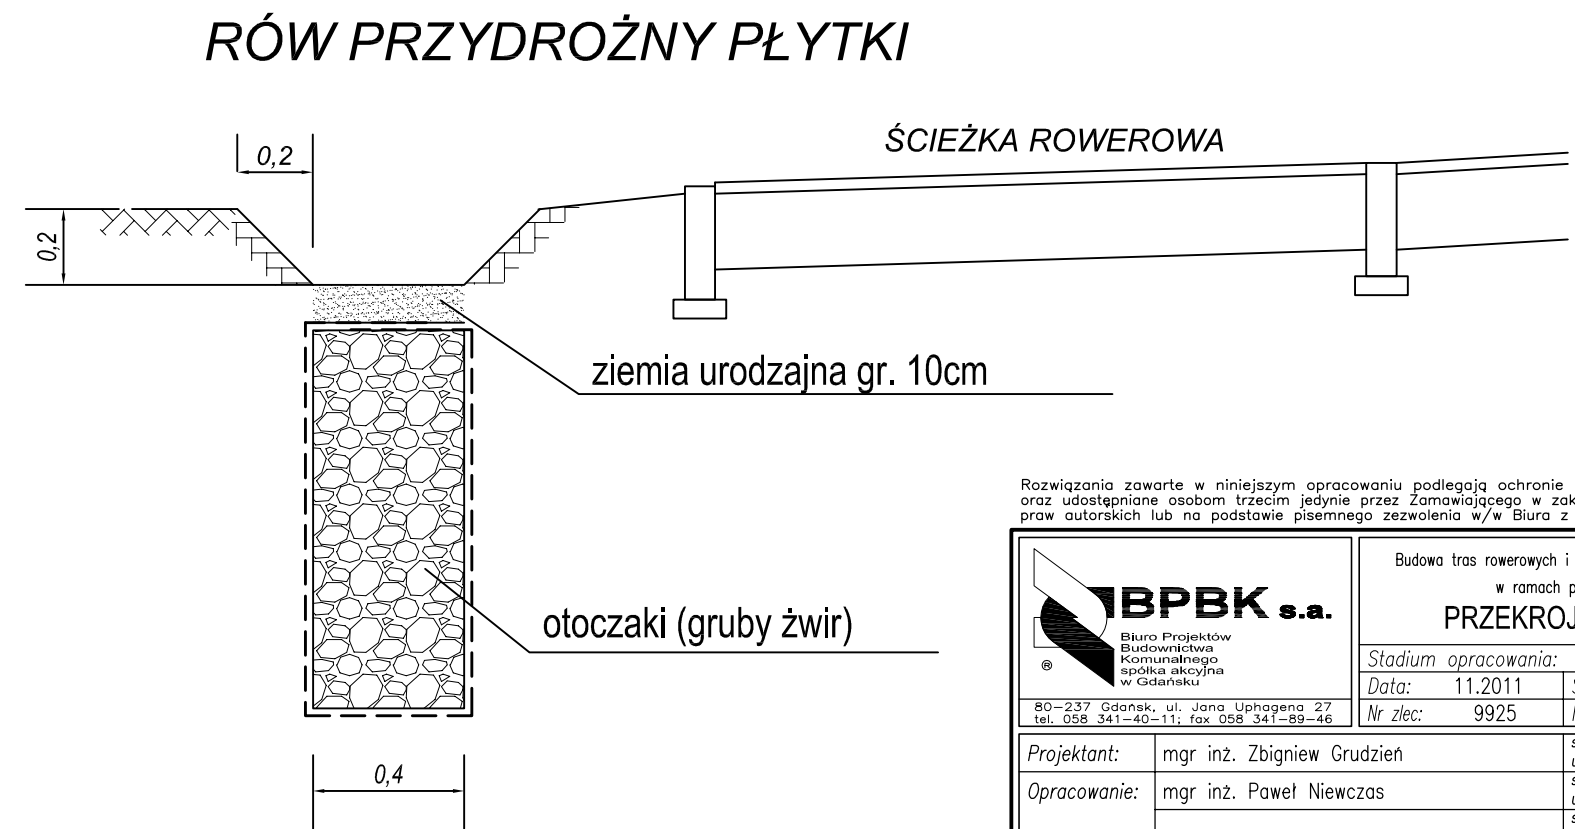 RÓW PRZYDROŻNY PŁYTKI
ŚCIEŻKA ROWEROWA
0,2
0,2
ziemia urodzajna gr. 10cm
otoczaki (gruby żwir)
0,4
Rozwiązania zawarte w niniejszym opracowaniu podlegają ochronie
oraz udostępniane osobom trzecim jedynie przez Zamawiającego w zak
praw autorskich lub na podstawie pisemnego zezwolenia w/w Biura z
BPBK s.a.
Biuro Projektów
Budownictwa
Komunalnego
spółka akcyjna
w Gdańsku
®
80-237 Gdańsk, ul. Jana Uphagena 27
tel. 058 341-40-11; fax 058 341-89-46
Budowa tras rowerowych i
w ramach p
PRZEKROJ
Stadium opracowania:
Data: 11.2011
Nr zlec: 9925
Projektant: mgr inż. Zbigniew Grudzień
Opracowanie: mgr inż. Paweł Niewczas